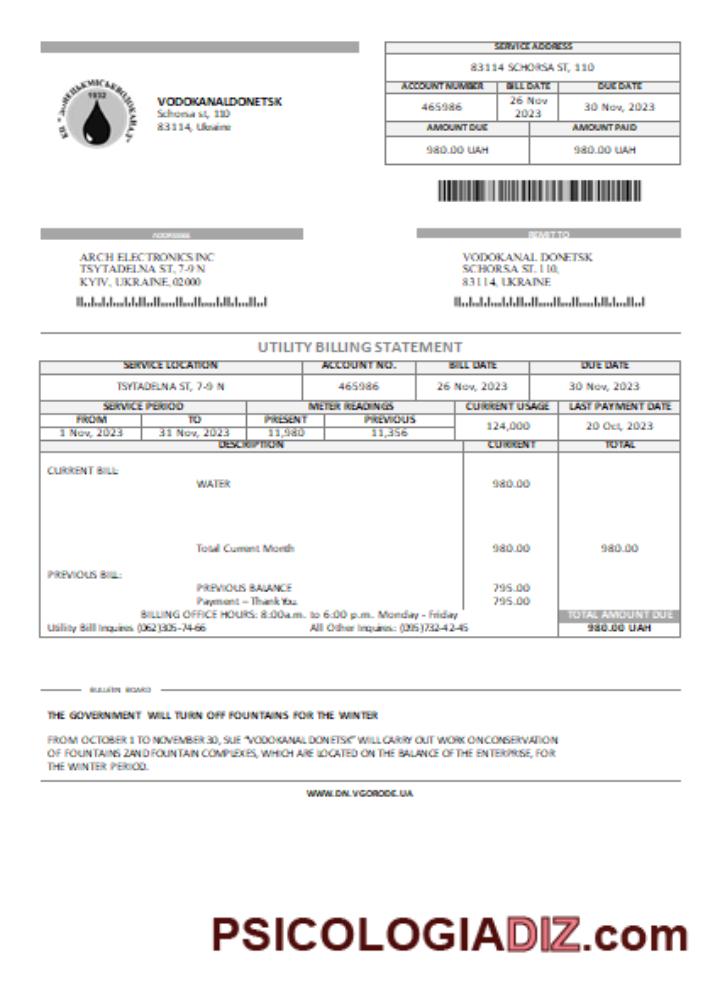 SERVICE ADDRESS
83114 SCHORSA ST, 110
ACCOUNT NUMBER BILL DATE DUE DATE
465986 26 Nov 2023 30 Nov, 2023
AMOUNT DUE AMOUNT PAID
980.00 UAH 980.00 UAH
1932
VODOKANALDONETSK
Schorsa st, 110
83114, Ukraine
ADDRESSEE
ARCH ELECTRONICS INC
TSYTADELNA ST, 7-9 N
KYIV, UKRAINE, 02000
REMIT TO
VODOKANAL DONETSK
SCHORSA ST. 110,
83114, UKRAINE
UTILITY BILLING STATEMENT
SERVICE LOCATION ACCOUNT NO. BILL DATE DUE DATE
TSYTADELNA ST, 7-9 N 465986 26 Nov, 2023 30 Nov, 2023
SERVICE PERIOD METER READINGS CURRENT USAGE LAST PAYMENT DATE
FROM TO PRESENT PREVIOUS
1 Nov, 2023 31 Nov, 2023 11,980 11,356 124,000 20 Oct, 2023
DESCRIPTION CURRENT TOTAL
CURRENT BILL:
WATER 980.00
Total Current Month 980.00 980.00
PREVIOUS BILL:
PREVIOUS BALANCE 795.00
Payment – Thank You. 795.00
BILLING OFFICE HOURS: 8:00a.m. to 6:00 p.m. Monday - Friday TOTAL AMOUNT DUE
Utility Bill Inquires (062)305-74-66 All Other Inquires.: (095)732-42-45 980.00 UAH
BULLETIN BOARD
THE GOVERNMENT WILL TURN OFF FOUNTAINS FOR THE WINTER
FROM OCTOBER 1 TO NOVEMBER 30, SUE "VODOKANAL DONETSK" WILL CARRY OUT WORK ON CONSERVATION
OF FOUNTAINS 2AND FOUNTAIN COMPLEXES, WHICH ARE LOCATED ON THE BALANCE OF THE ENTERPRISE, FOR
THE WINTER PERIOD.
WWW.DN.VGORODE.UA
PSICOLOGIADIZ.com